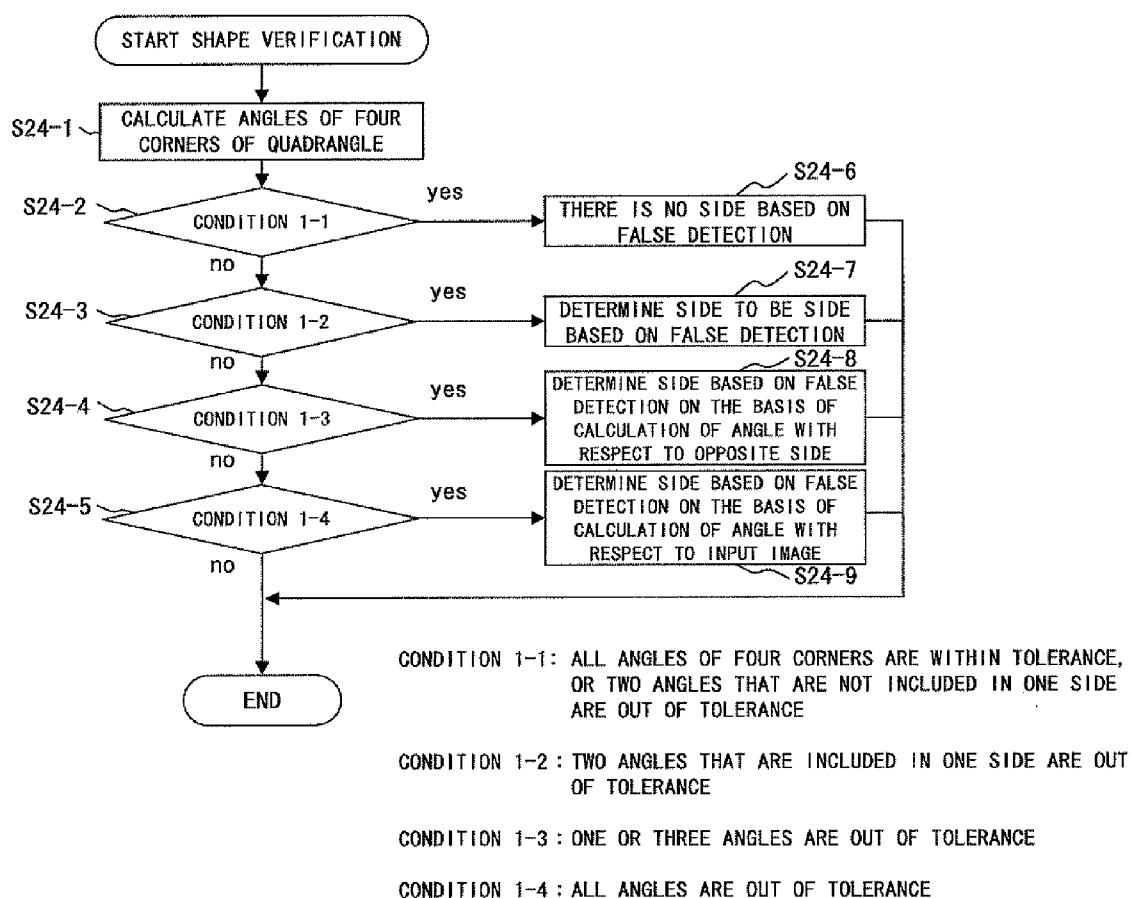 START SHAPE VERIFICATION
S24-1
CALCULATE ANGLES OF FOUR
CORNERS OF QUADRANGLE
S24-2
CONDITION 1-1
yes
no
S24-6
THERE IS NO SIDE BASED ON
FALSE DETECTION
S24-3
CONDITION 1-2
yes
no
S24-7
DETERMINE SIDE TO BE SIDE
BASED ON FALSE DETECTION
S24-4
CONDITION 1-3
yes
no
S24-8
DETERMINE SIDE BASED ON FALSE
DETECTION ON THE BASIS OF
CALCULATION OF ANGLE WITH
RESPECT TO OPPOSITE SIDE
S24-5
CONDITION 1-4
yes
no
DETERMINE SIDE BASED ON FALSE
DETECTION ON THE BASIS OF
CALCULATION OF ANGLE WITH
RESPECT TO INPUT IMAGE
S24-9
END
CONDITION 1-1: ALL ANGLES OF FOUR CORNERS ARE WITHIN TOLERANCE,
OR TWO ANGLES THAT ARE NOT INCLUDED IN ONE SIDE
ARE OUT OF TOLERANCE
CONDITION 1-2: TWO ANGLES THAT ARE INCLUDED IN ONE SIDE ARE OUT
OF TOLERANCE
CONDITION 1-3: ONE OR THREE ANGLES ARE OUT OF TOLERANCE
CONDITION 1-4: ALL ANGLES ARE OUT OF TOLERANCE